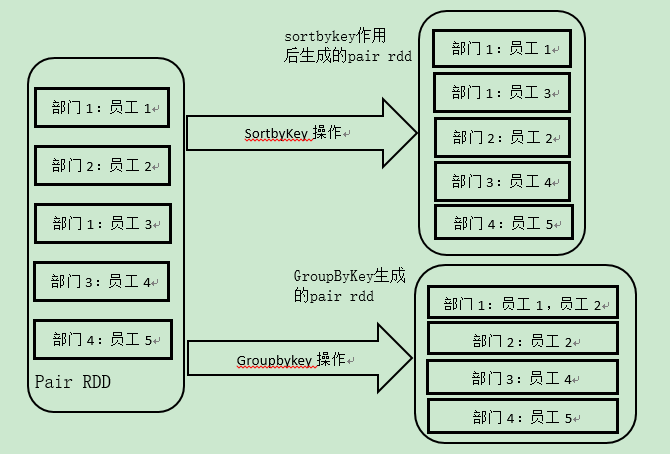 部门 1：员工 1
部门 2：员工 2
部门 1：员工 3
部门 3：员工 4
部门 4：员工 5
Pair RDD
sortbykey作用
后生成的pair rdd
SortbyKey 操作
部门 1：员工 1
部门 1：员工 3
部门 2：员工 2
部门 3：员工 4
部门 4：员工 5
GroupByKey生成
的pair rdd
Groupbykey 操作
部门 1：员工 1，员工 2
部门 2：员工 2
部门 3：员工 4
部门 4：员工 5